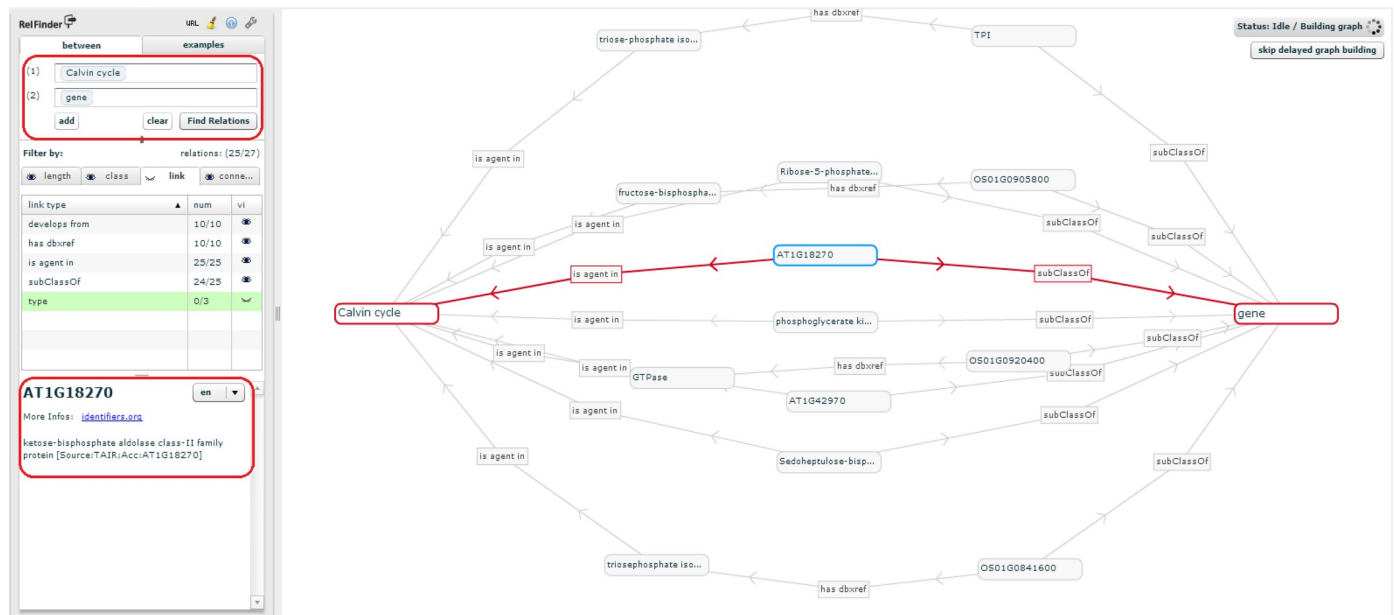 RelFinder
URL
between
examples
(1) Calvin cycle
(2) gene
add
clear
Find Relations
Filter by:
relations: (25/27)
length
class
link
conne...
link type num vi
develops from 10/10
has dbxref 10/10
is agent in 25/25
subClassOf 24/25
type 0/3
AT1G18270
en
More Infos: identifiers.org
ketose-bisphosphate aldolase class-II family
protein [Source:TAIR;Acc:AT1G18270]
Status: Idle / Building graph
skip delayed graph building
has dbxref
triose-phosphate iso...
TPI
is agent in
subClassOf
Ribose-5-phosphate...
fructose-bisphospha...
has dbxref
OS01G0905800
is agent in
subClassOf
is agent in
subClassOf
AT1G18270
is agent in
subClassOf
Calvin cycle
gene
is agent in
phosphoglycerate ki...
subClassOf
is agent in
subClassOf
is agent in
GTPase
has dbxref
OS01G0920400
subClassOf
AT1G42970
is agent in
subClassOf
Sedoheptulose-bisp...
is agent in
subClassOf
triosephosphate iso...
OS01G0841600
has dbxref